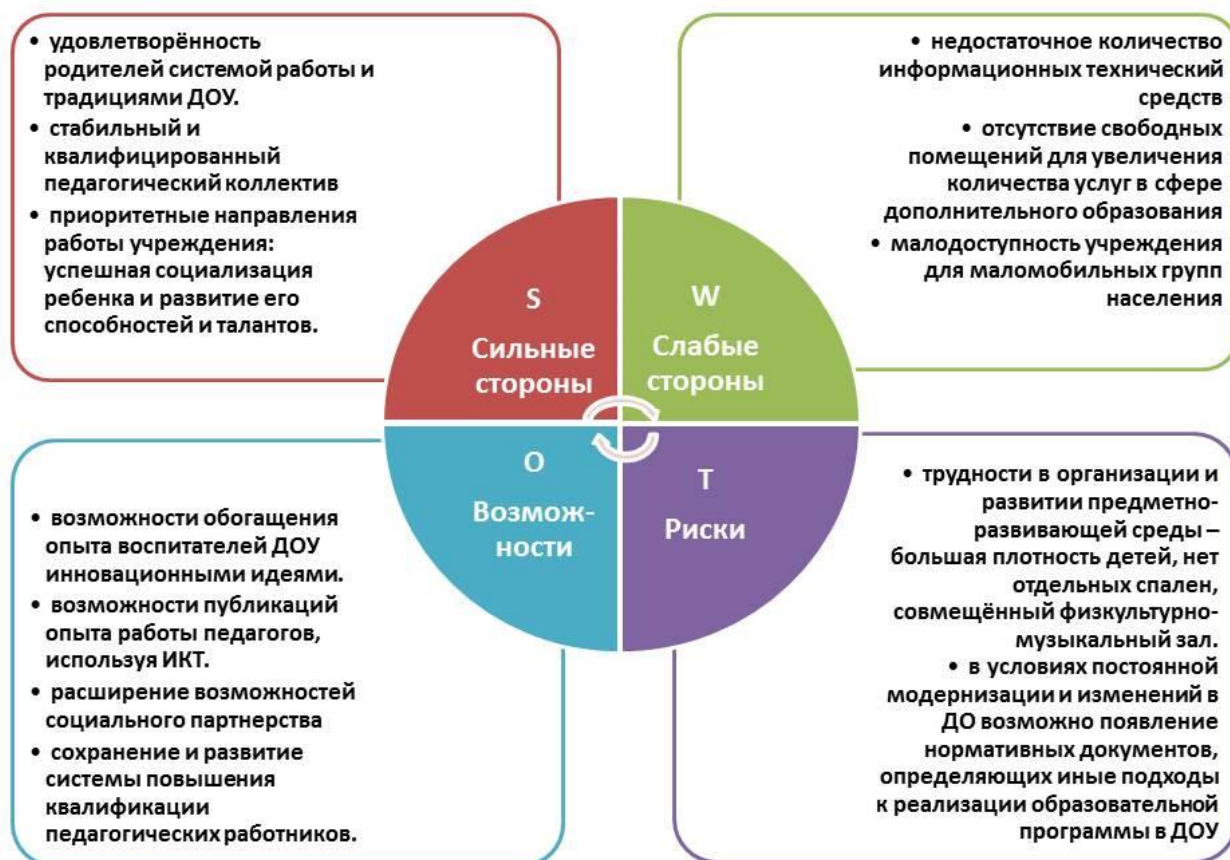 • удовлетворённость
родителей системой работы и
традициями ДОУ.
• стабильный и
квалифицированный
педагогический коллектив
• приоритетные направления
работы учреждения:
успешная социализация
ребенка и развитие его
способностей и талантов.
• недостаточное количество
информационных технический
средств
• отсутствие свободных
помещений для увеличения
количества услуг в сфере
дополнительного образования
• малодоступность учреждения
для маломобильных групп
населения
S
Сильные
стороны
W
Слабые
стороны
O
Возмож-
ности
T
Риски
• возможности обогащения
опыта воспитателей ДОУ
инновационными идеями.
• возможности публикаций
опыта работы педагогов,
используя ИКТ.
• расширение возможностей
социального партнерства
• сохранение и развитие
системы повышения
квалификации
педагогических работников.
• трудности в организации и
развитии предметно-
развивающей среды –
большая плотность детей, нет
отдельных спален,
совмещённый физкультурно-
музыкальный зал.
• в условиях постоянной
модернизации и изменений в
ДО возможно появление
нормативных документов,
определяющих иные подходы
к реализации образовательной
программы в ДОУ